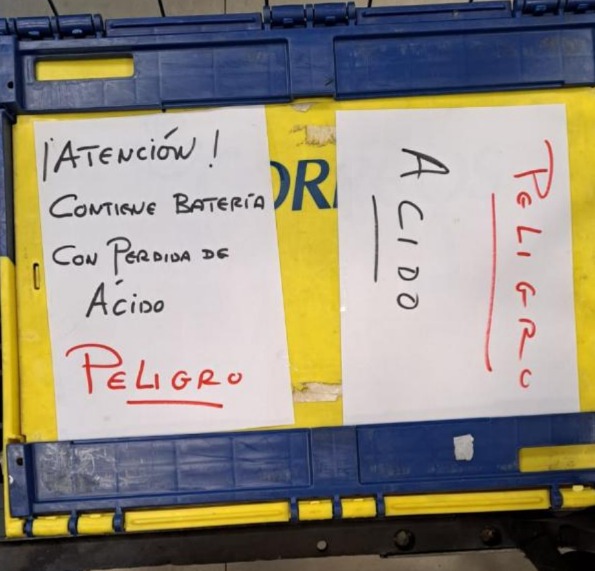 ¡ATENCIÓN!
CONTIENE BATERÍA
CON PERDIDA DE
ÁCIDO
PELIGRO
PELIGRO
ACIDO